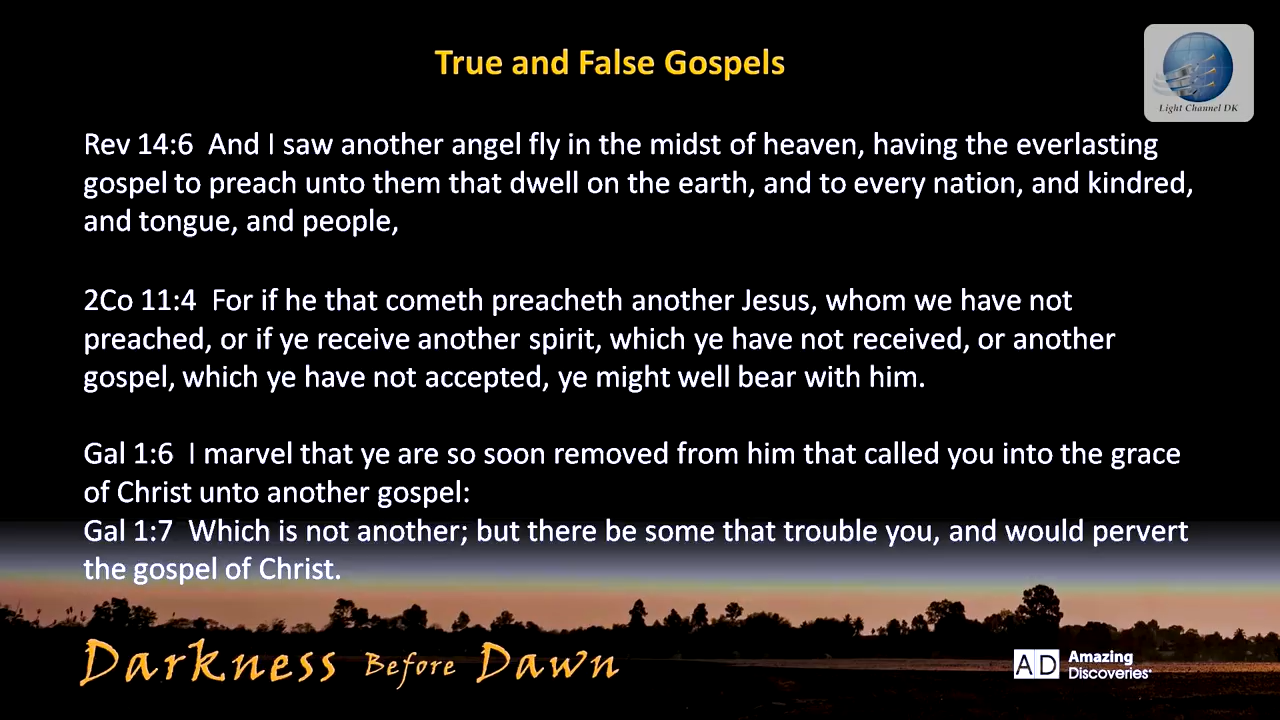 True and False Gospels
Light Channel DK
Rev 14:6  And I saw another angel fly in the midst of heaven, having the everlasting
gospel to preach unto them that dwell on the earth, and to every nation, and kindred,
and tongue, and people,
2Co 11:4  For if he that cometh preacheth another Jesus, whom we have not
preached, or if ye receive another spirit, which ye have not received, or another
gospel, which ye have not accepted, ye might well bear with him.
Gal 1:6  I marvel that ye are so soon removed from him that called you into the grace
of Christ unto another gospel:
Gal 1:7  Which is not another; but there be some that trouble you, and would pervert
the gospel of Christ.
Darkness Before Dawn
AD Amazing
Discoveries